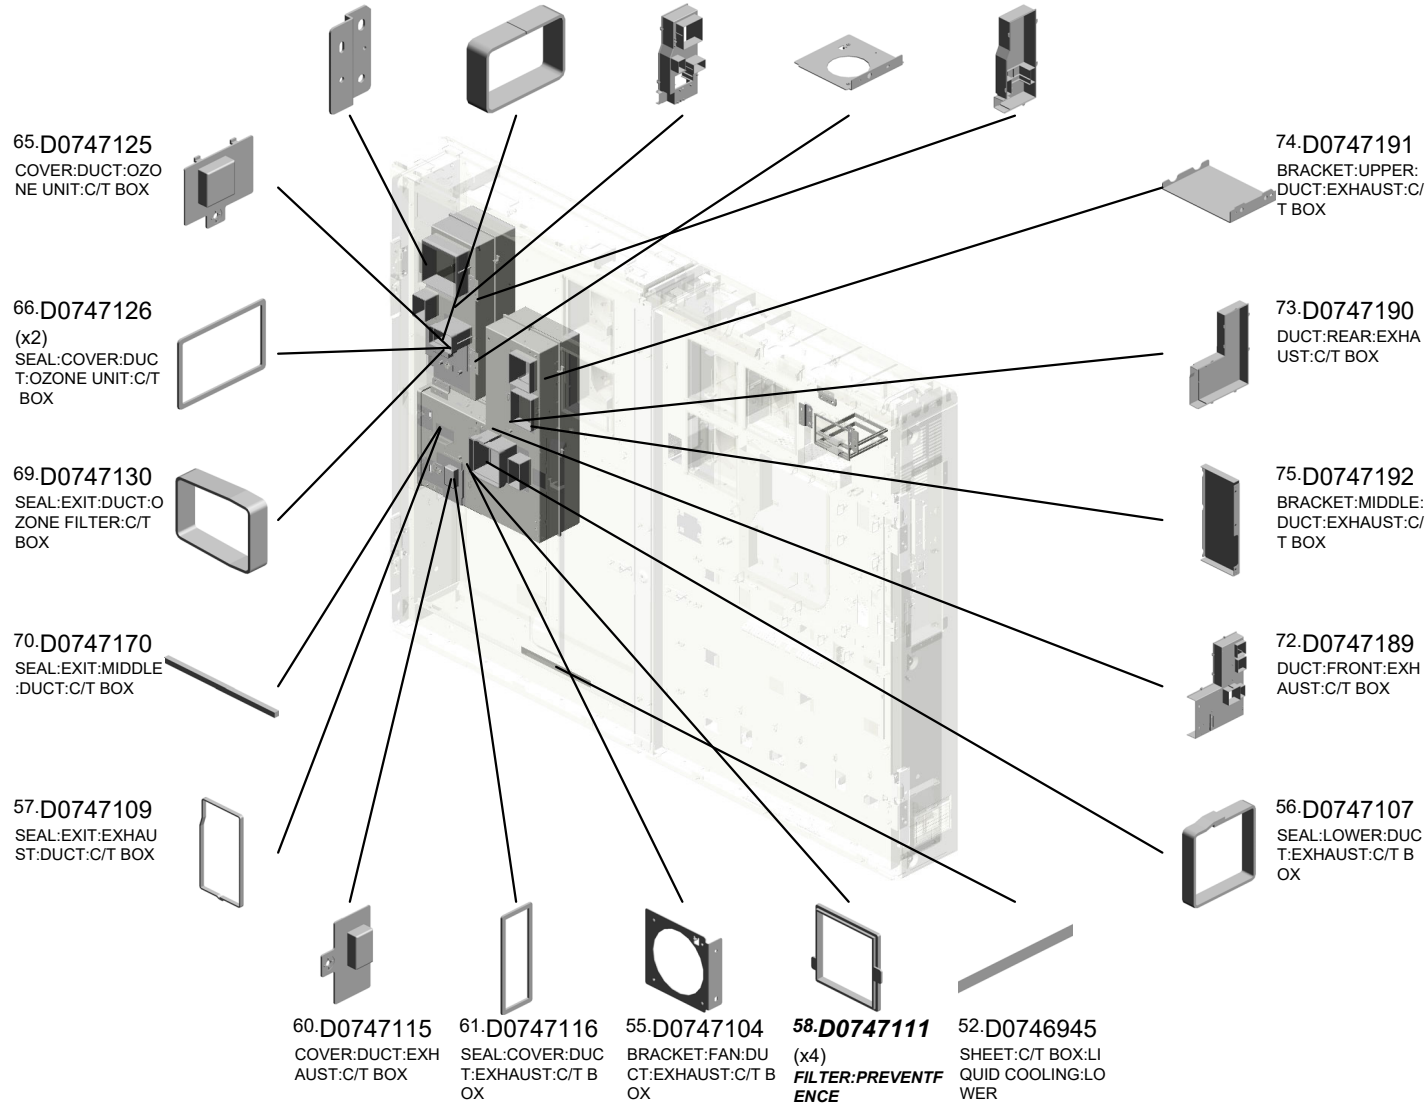 65.D0747125
COVER:DUCT:OZO
NE UNIT:C/T BOX
66.D0747126
(x2)
SEAL:COVER:DUC
T:OZONE UNIT:C/T
BOX
69.D0747130
SEAL:EXIT:DUCT:O
ZONE FILTER:C/T
BOX
70.D0747170
SEAL:EXIT:MIDDLE
:DUCT:C/T BOX
57.D0747109
SEAL:EXIT:EXHAU
ST:DUCT:C/T BOX
74.D0747191
BRACKET:UPPER:
DUCT:EXHAUST:C/
T BOX
73.D0747190
DUCT:REAR:EXHA
UST:C/T BOX
75.D0747192
BRACKET:MIDDLE:
DUCT:EXHAUST:C/
T BOX
72.D0747189
DUCT:FRONT:EXH
AUST:C/T BOX
56.D0747107
SEAL:LOWER:DUC
T:EXHAUST:C/T B
OX
60.D0747115
COVER:DUCT:EXH
AUST:C/T BOX
61.D0747116
SEAL:COVER:DUC
T:EXHAUST:C/T B
OX
55.D0747104
BRACKET:FAN:DU
CT:EXHAUST:C/T B
OX
58.D0747111
(x4)
FILTER:PREVENTF
ENCE
52.D0746945
SHEET:C/T BOX:LI
QUID COOLING:LO
WER